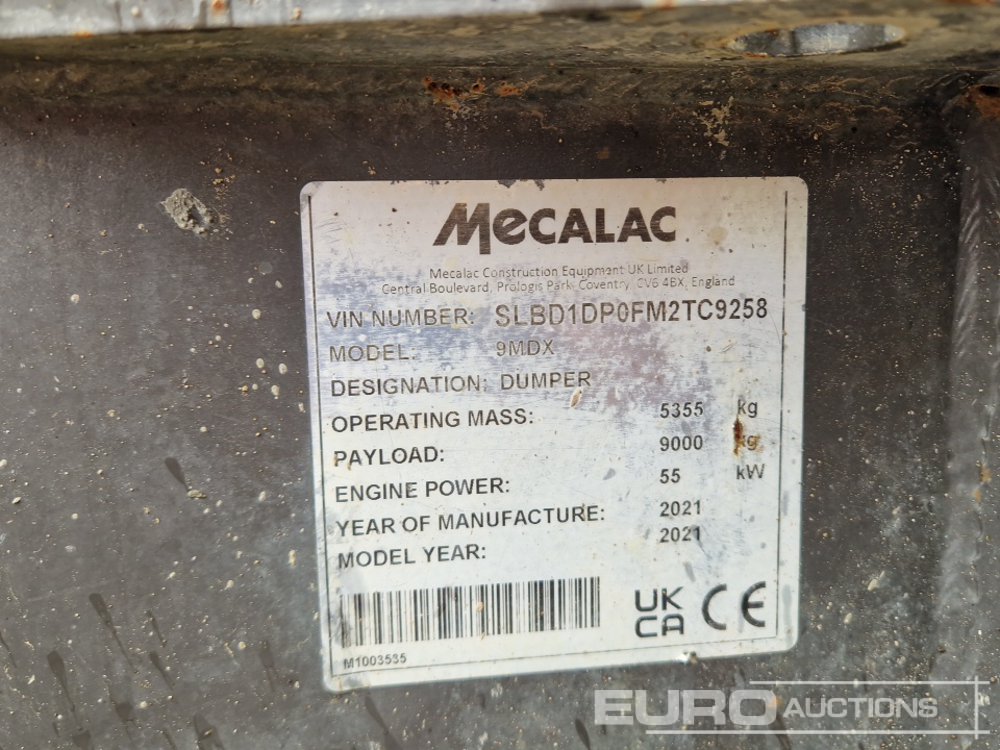 MeCALAC
Mecalac Construction Equipment UK Limited
Central Boulevard, Prologis Park, Coventry, CV6 4BX, England
VIN NUMBER: SLBD1DP0FM2TC9258
MODEL: 9MDX
DESIGNATION: DUMPER
OPERATING MASS: 5355 kg
PAYLOAD: 9000 kg
ENGINE POWER: 55 kW
YEAR OF MANUFACTURE: 2021
MODEL YEAR: 2021
UK
CA CE
M1003535
EURO AUCTIONS